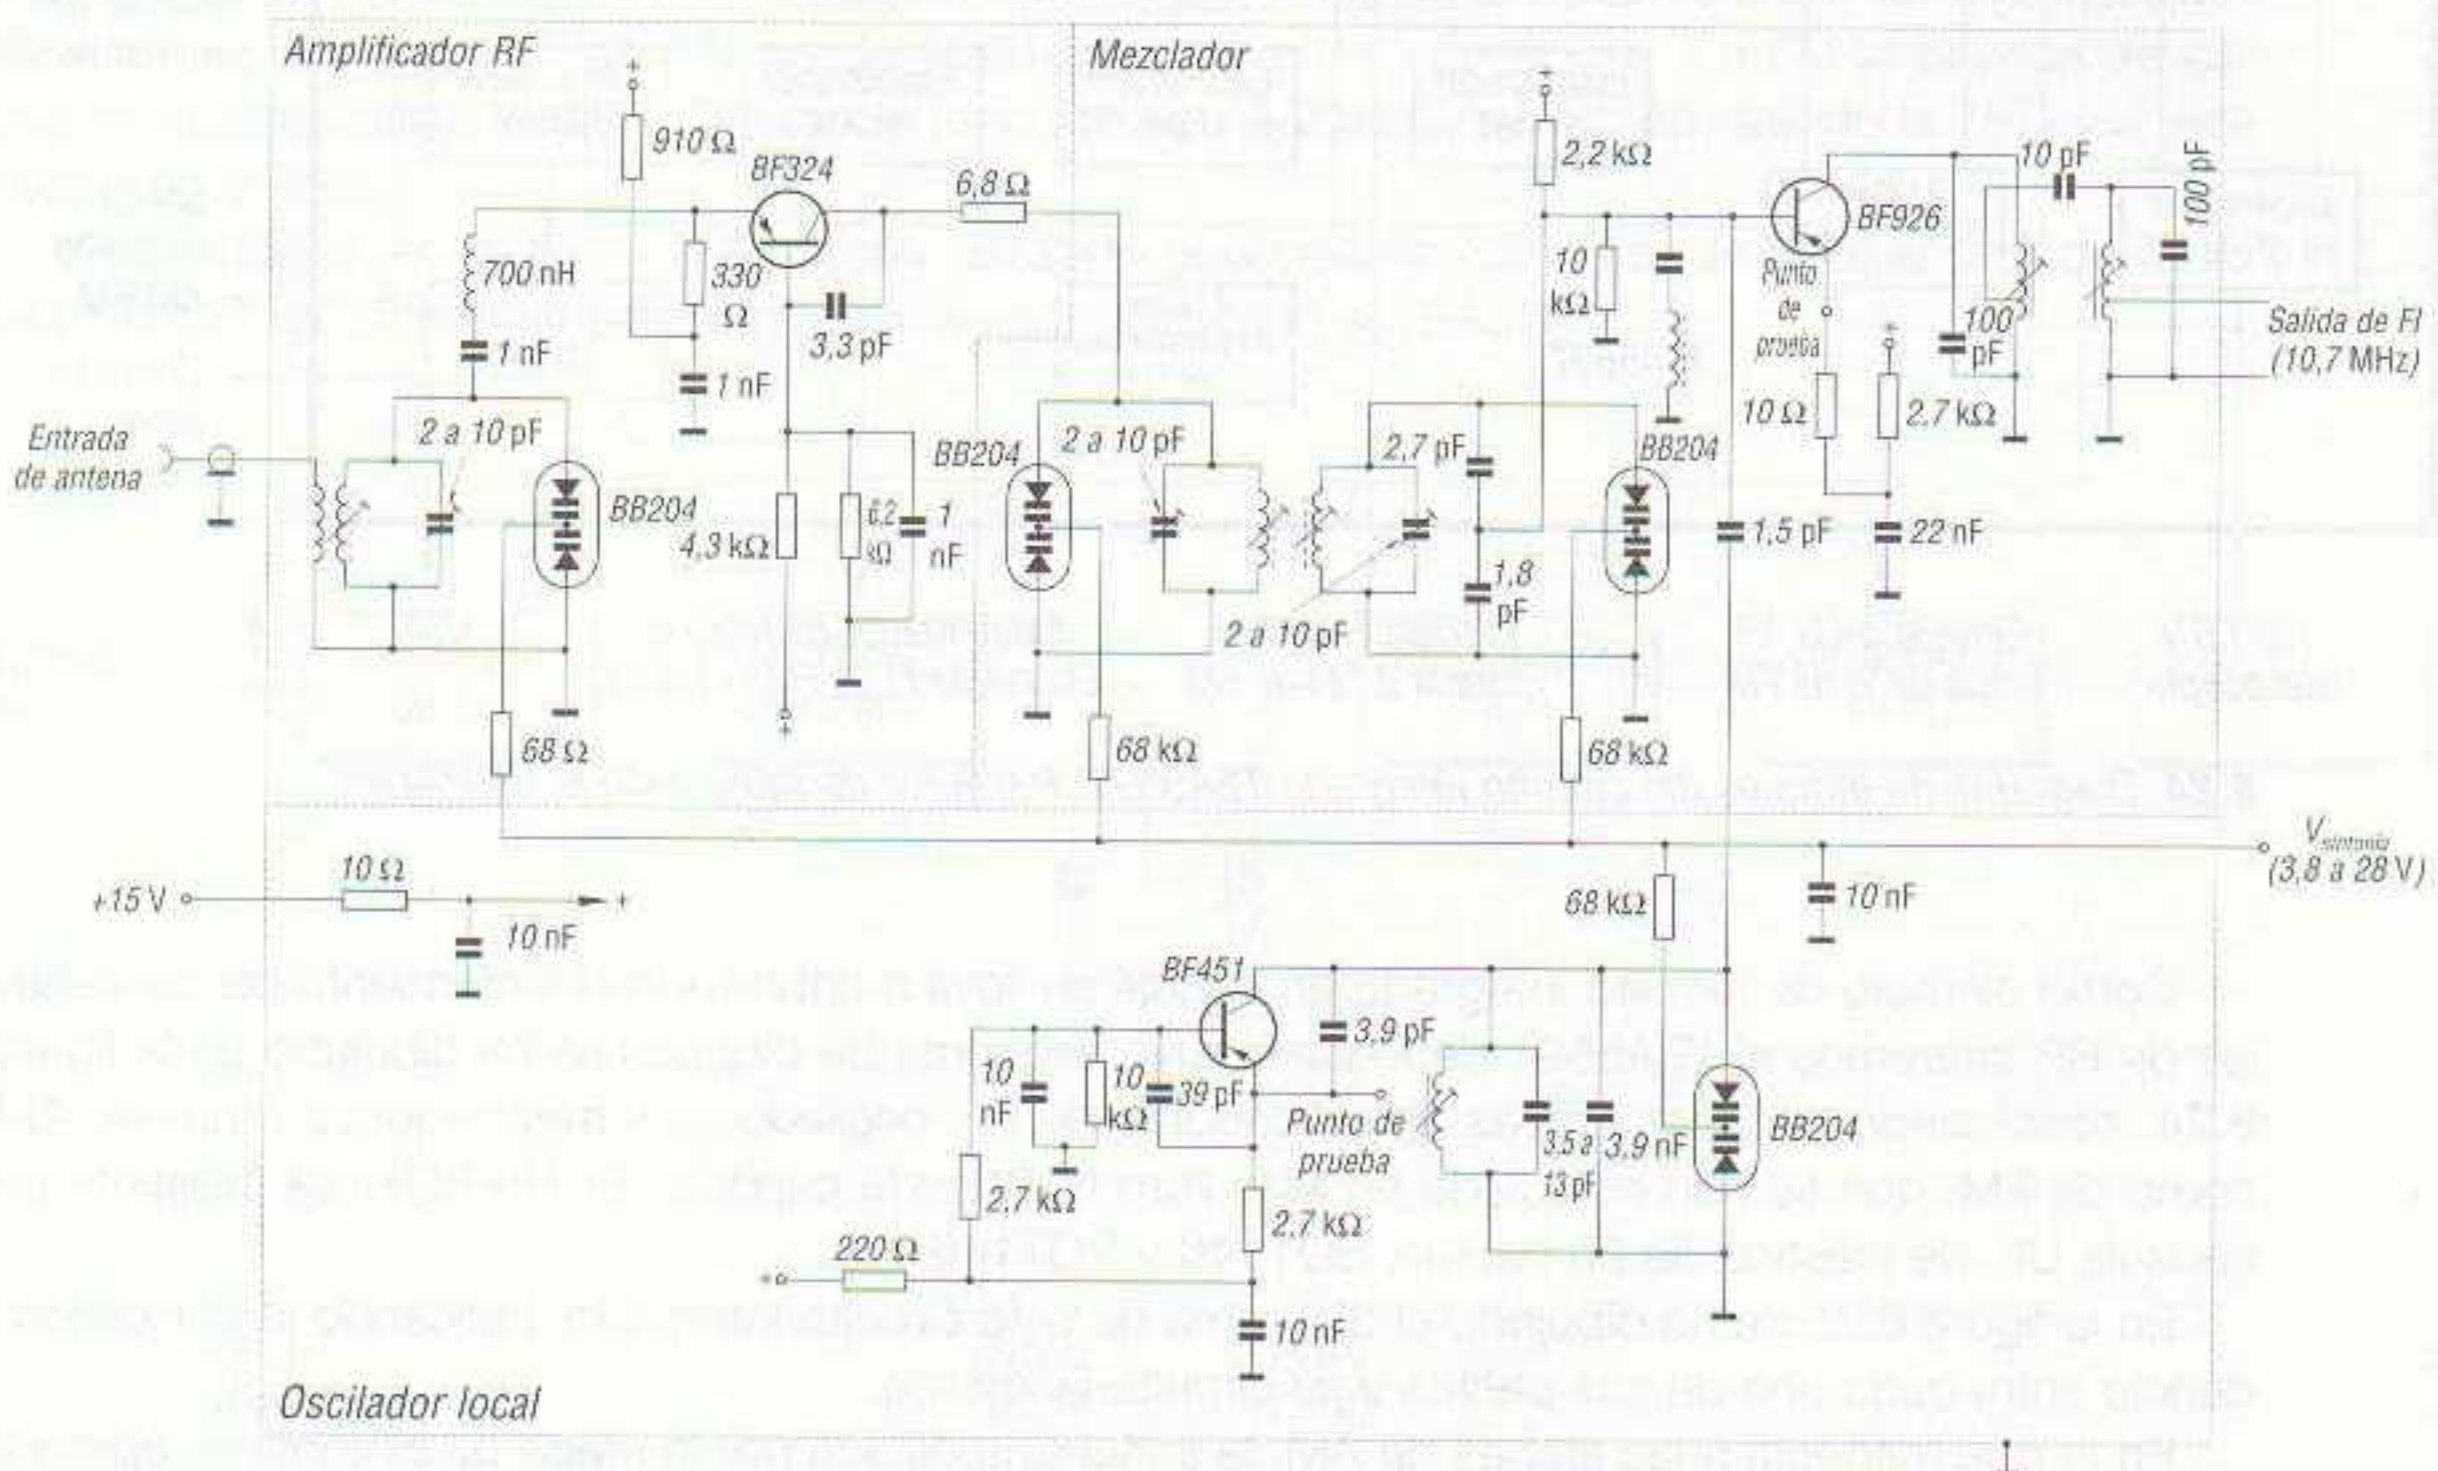 Amplificador RF
Mezclador
+
910 Ω
BF324
6,8 Ω
700 nH
330
Ω
1 nF
3,3 pF
1 nF
+
2,2 kΩ
10 pF
100 pF
BF926
10
kΩ
Punto
de
prueba
+
100
pF
Salida de FI
(10,7 MHz)
10 Ω
2,7 kΩ
Entrada
de antena
2 a 10 pF
BB204
4,3 kΩ
kΩ
1
nF
BB204
2 a 10 pF
2,7 pF
BB204
1,8
pF
2 a 10 pF
1,5 pF
22 nF
+
68 Ω
68 kΩ
68 kΩ
Vsintonía
(3,8 a 28 V)
+15 V
10 Ω
+
10 nF
68 kΩ
10 nF
BF451
3,9 pF
10
nF
10
kΩ
39 pF
Punto de
prueba
3,5 a
13 pF
3,9 nF
BB204
2,7 kΩ
2,7 kΩ
220 Ω
+
10 nF
Oscilador local